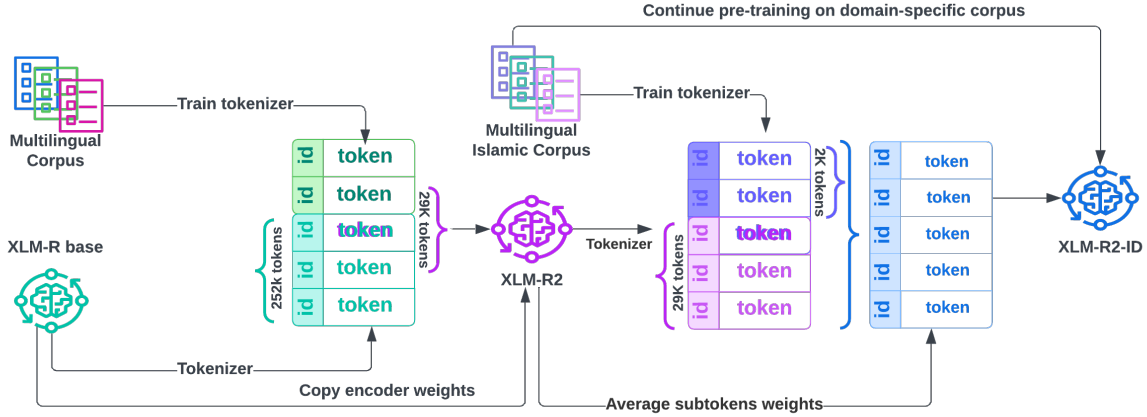 Continue pre-training on domain-specific corpus
Train tokenizer
Train tokenizer
Multilingual
Corpus
Multilingual
Islamic Corpus
id token
id token
id token
id token
id token
29K tokens
252k tokens
XLM-R base
XLM-R2
Tokenizer
id token
id token
id token
id token
id token
2K tokens
29K tokens
id token
id token
id token
id token
id token
XLM-R2-ID
Tokenizer
Copy encoder weights
Average subtokens weights